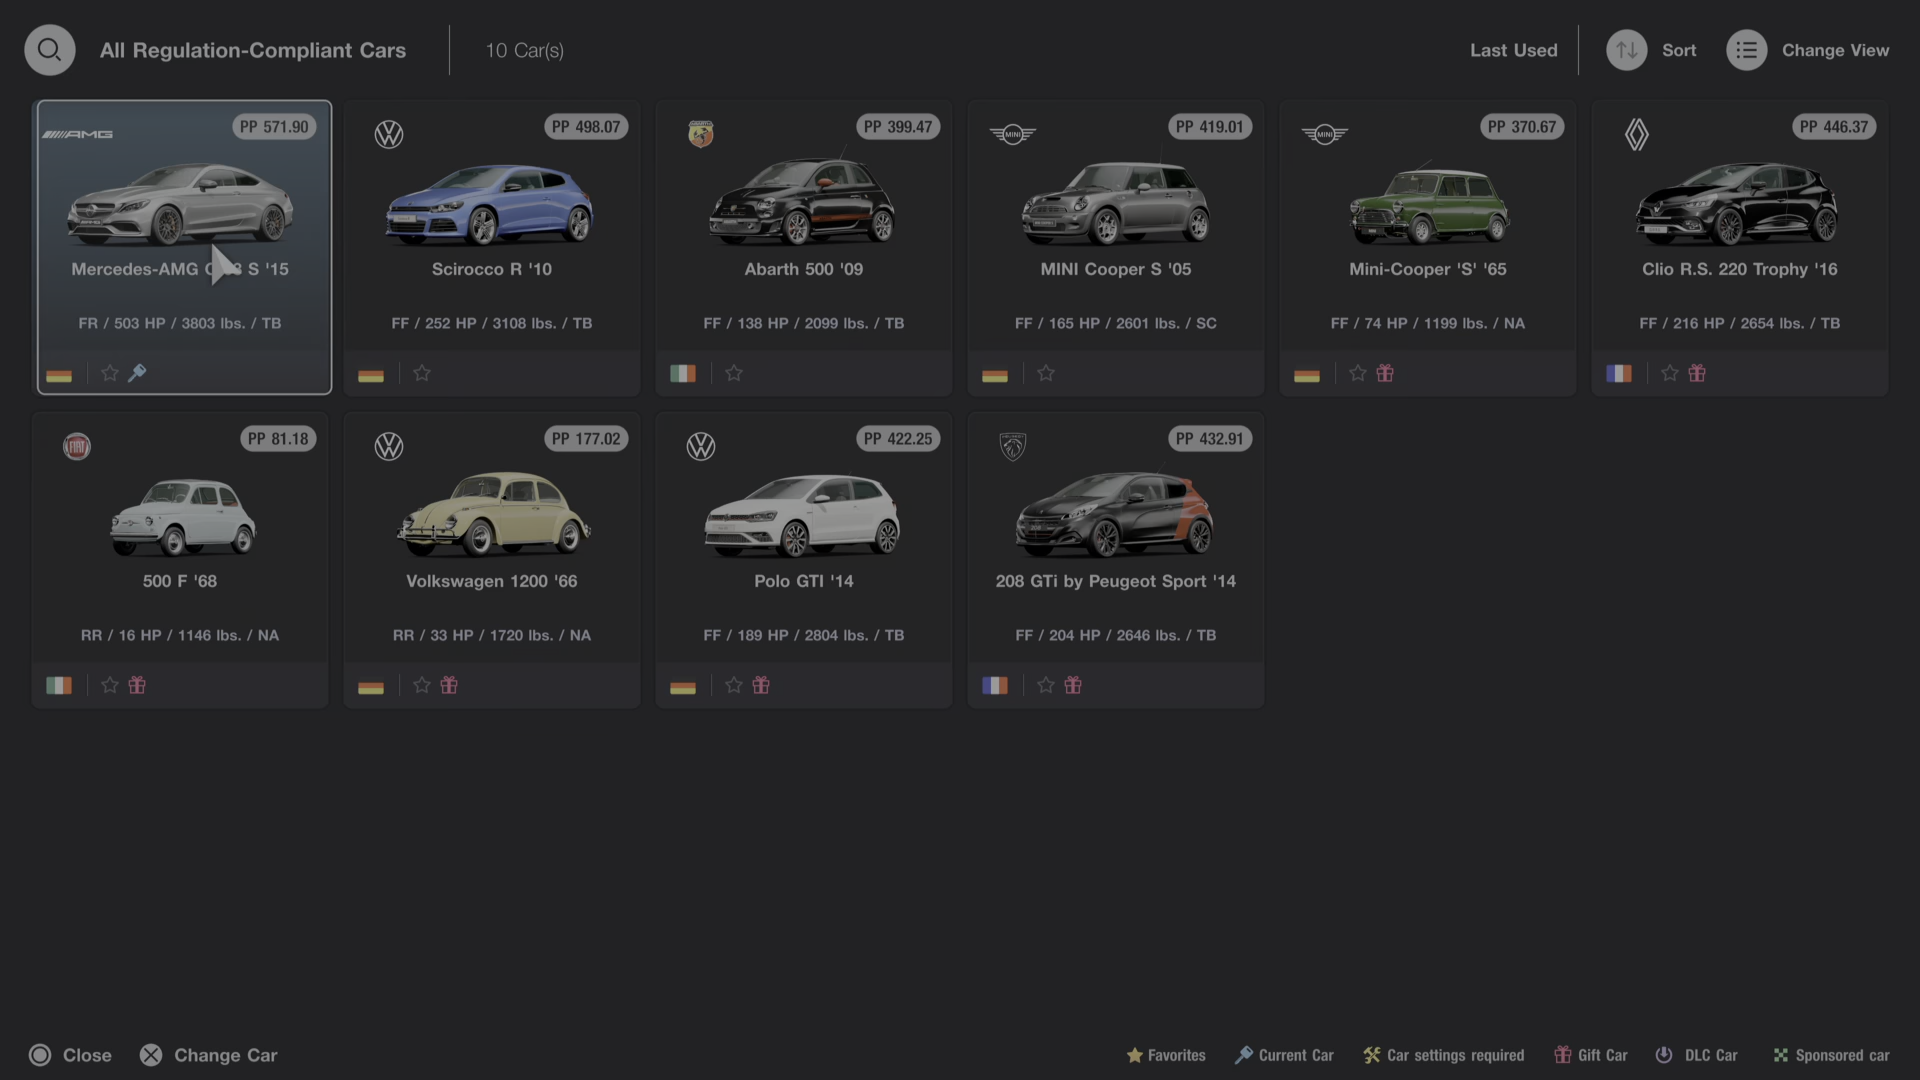 All Regulation-Compliant Cars
10 Car(s)
Last Used
Sort
Change View
AMG
PP 571.90
Mercedes-AMG S '15
FR / 503 HP / 3803 lbs. / TB
PP 498.07
Scirocco R '10
FF / 252 HP / 3108 lbs. / TB
PP 399.47
Abarth 500 '09
FF / 138 HP / 2099 lbs. / TB
MINI
PP 419.01
MINI Cooper S '05
FF / 165 HP / 2601 lbs. / SC
MINI
PP 370.67
Mini-Cooper 'S' '65
FF / 74 HP / 1199 lbs. / NA
PP 446.37
Clio R.S. 220 Trophy '16
FF / 216 HP / 2654 lbs. / TB
FIAT
PP 81.18
500 F '68
RR / 16 HP / 1146 lbs. / NA
PP 177.02
Volkswagen 1200 '66
RR / 33 HP / 1720 lbs. / NA
PP 422.25
Polo GTI '14
FF / 189 HP / 2804 lbs. / TB
PP 432.91
208 GTi by Peugeot Sport '14
FF / 204 HP / 2646 lbs. / TB
Close
Change Car
Favorites
Current Car
Car settings required
Gift Car
DLC Car
Sponsored car